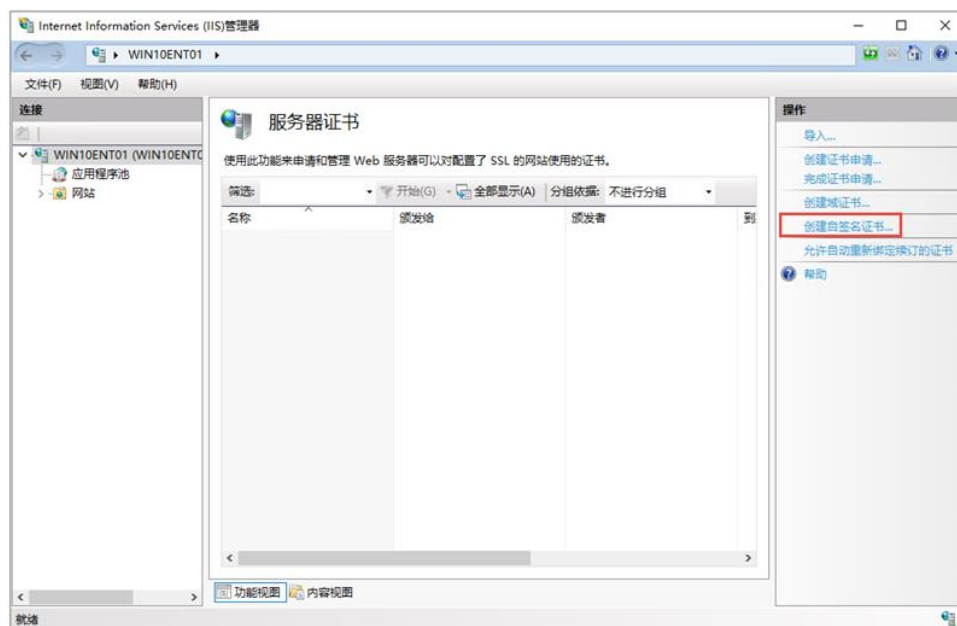 Internet Information Services (IIS)管理器
WIN10ENT01
文件(F) 视图(V) 帮助(H)
连接
WIN10ENT01 (WIN10ENTC
应用程序池
网站
服务器证书
使用此功能来申请和管理 Web 服务器可以对配置了 SSL 的网站使用的证书。
筛选: 开始(G) 全部显示(A) 分组依据: 不进行分组
名称 颁发给 颁发者 到
功能视图 内容视图
操作
导入...
创建证书申请...
完成证书申请...
创建域证书...
创建自签名证书...
允许自动重新绑定续订的证书
帮助
就绪